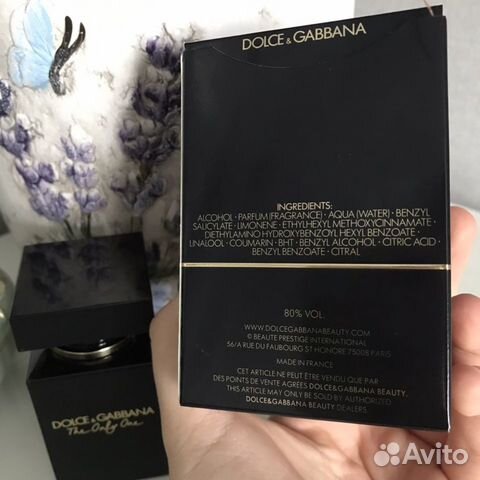 DOLCE & GABBANA
INGREDIENTS:
ALCOHOL · PARFUM (FRAGRANCE) · AQUA (WATER) · BENZYL
SALICYLATE · LIMONENE · ETHYLHEXYL METHOXYCINNAMATE ·
DIETHYLAMINO HYDROXYBENZOYL HEXYL BENZOATE ·
LINALOOL · COUMARIN · BHT · BENZYL ALCOHOL · CITRIC ACID ·
BENZYL BENZOATE · CITRAL
80% VOL.
WWW.DOLCEGABBANABEAUTY.COM
© BEAUTE PRESTIGE INTERNATIONAL
56/A RUE DU FAUBOURG ST HONORE 75008 PARIS
MADE IN FRANCE
CET ARTICLE NE PEUT ÊTRE VENDU QUE PAR
DES POINTS DE VENTE AGRÉES DOLCE&GABBANA BEAUTY.
THIS ARTICLE MAY ONLY BE SOLD BY AUTHORIZED
DOLCE&GABBANA BEAUTY DEALERS.
DOLCE & GABBANA
The Only One
Avito